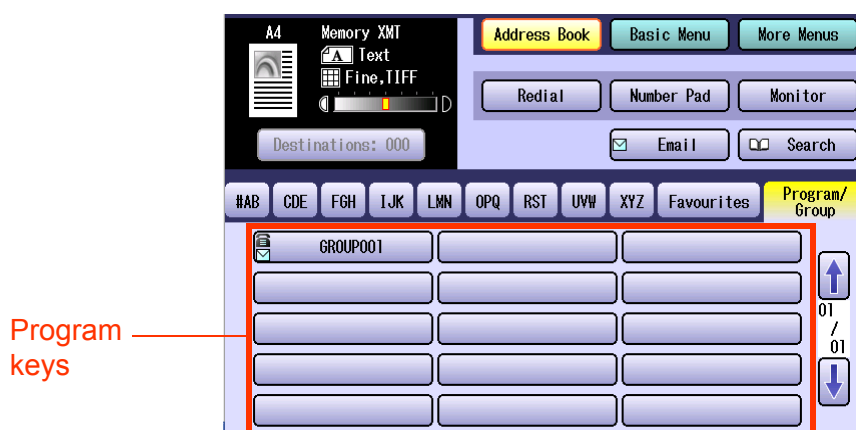 A4 Memory XMT
A Text
Fine,TIFF
Destinations: 000
Address Book Basic Menu More Menus
Redial Number Pad Monitor
Email Search
#AB CDE FGH IJK LMN OPQ RST UVW XYZ Favourites Program/
Group
GROUP001
01
/
01
Program
keys